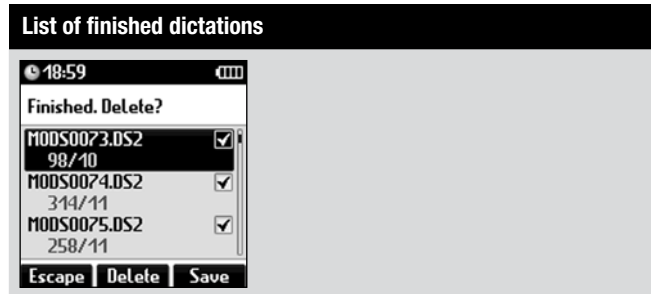 List of finished dictations
18:59
Finished. Delete?
MODS0073.DS2
98/10
MODS0074.DS2
314/11
MODS0075.DS2
258/11
Escape Delete Save